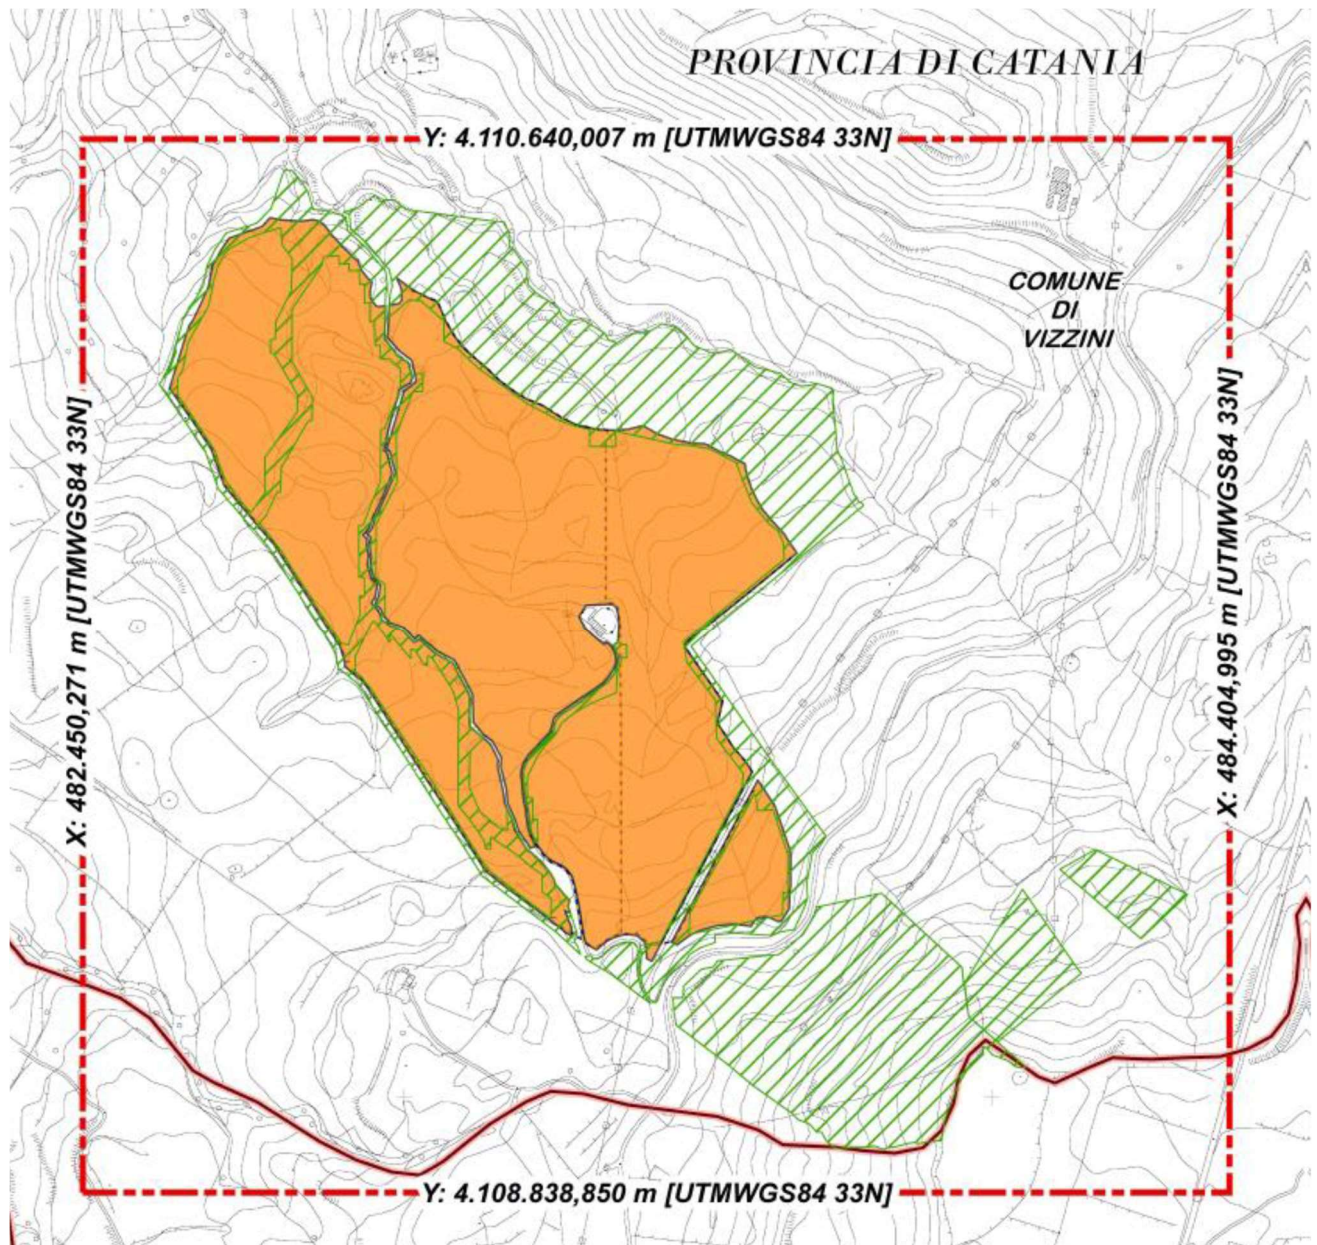 PROVINCIA DI CATANIA
Y: 4.110.640,007 m [UTMWGS84 33N]
COMUNE
DI
VIZZINI
X: 482.450,271 m [UTMWGS84 33N]
X: 484.404,995 m [UTMWGS84 33N]
Y: 4.108.838,850 m [UTMWGS84 33N]